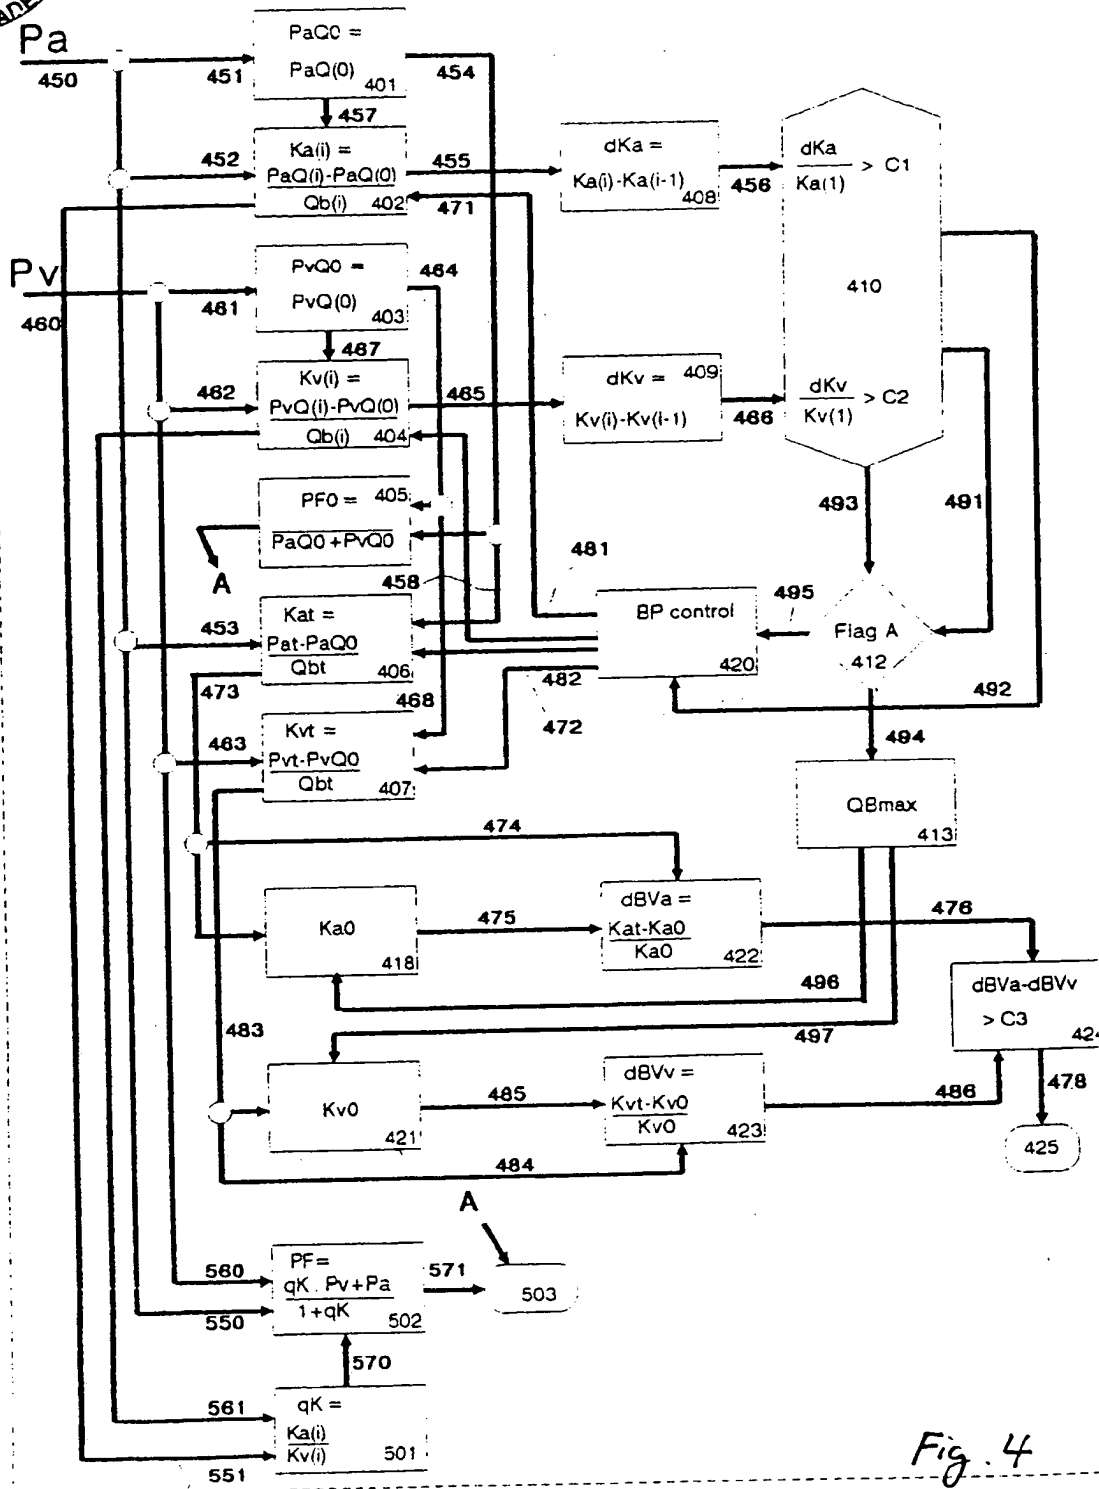 Pa
450
451
PaQ0 =
PaQ(0)
401
454
457
452
Ka(i) =
PaQ(i)-PaQ(0)
Qb(i)
402
455
471
dKa =
Ka(i)-Ka(i-1)
408
456
dKa
Ka(1)
> C1
410
Pv
460
461
PvQ0 =
PvQ(0)
403
464
467
462
Kv(i) =
PvQ(i)-PvQ(0)
Qb(i)
404
465
dKv =
409
Kv(i)-Kv(i-1)
466
dKv
Kv(1)
> C2
493
491
PF0 =
405
PaQ0+PvQ0
A
458
481
453
Kat =
Pat-PaQ0
Qbt
406
473
468
BP control
420
495
Flag A
412
482
472
492
494
463
Kvt =
Pvt-PvQ0
Qbt
407
QBmax
413
474
Ka0
418
475
dBVa =
Kat-Ka0
Ka0
422
476
496
dBVa-dBVv
> C3
424
483
497
Kv0
421
485
dBVv =
Kvt-Kv0
Kv0
423
486
478
425
484
A
560
550
PF=
qK . Pv+Pa
1+qK
502
571
503
570
561
551
qK =
Ka(i)
Kv(i)
501
Fig. 4